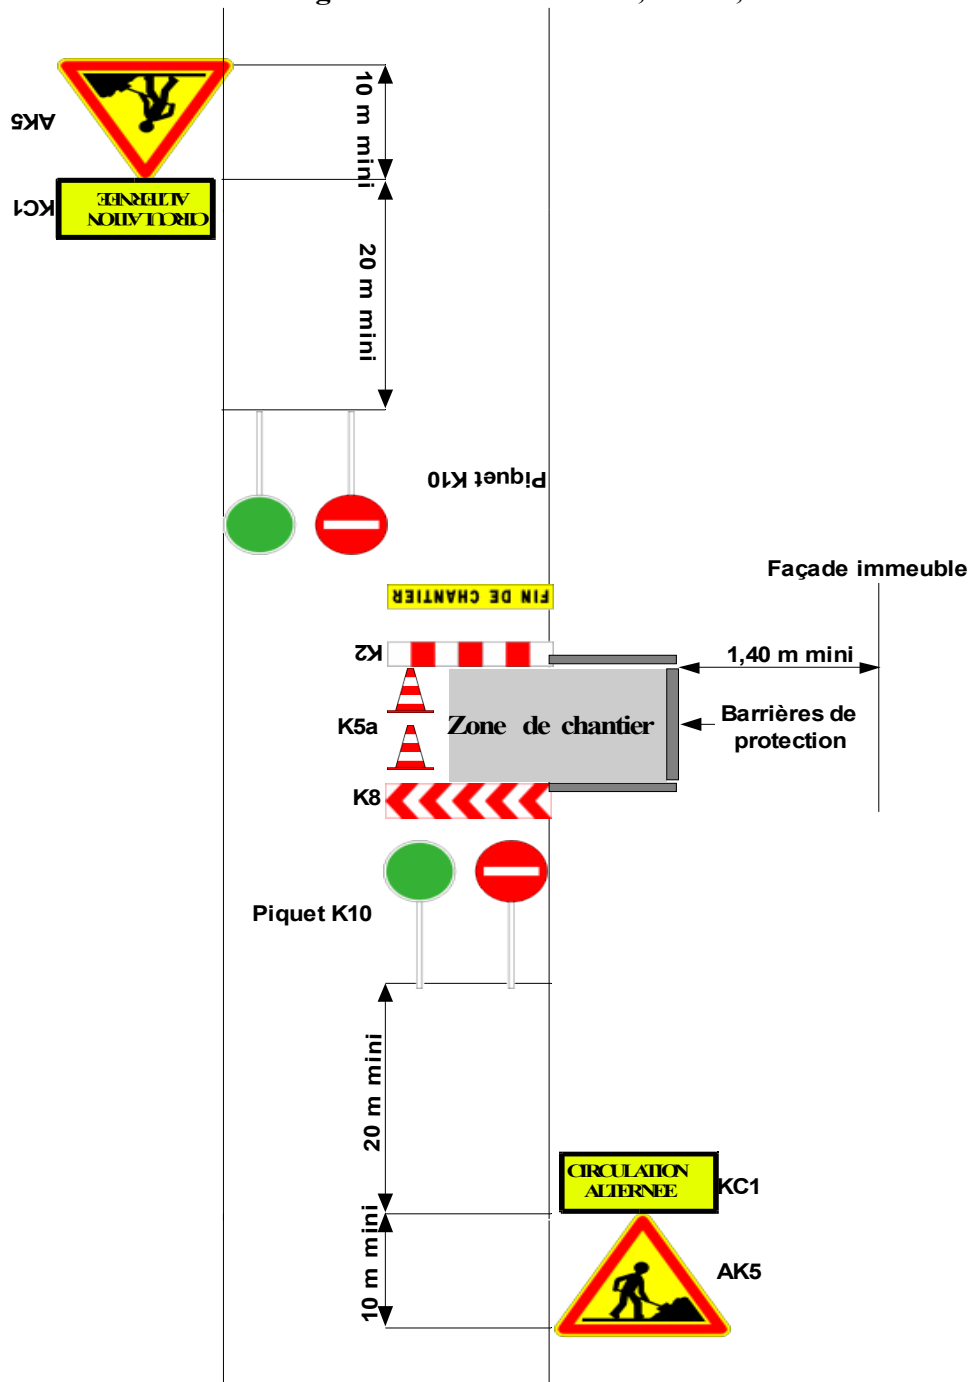 10 m mini
AK5
KC1
CIRCULATION
ALTERNEE
20 m mini
Piquet K10
Façade immeuble
FIN DE CHANTIER
K2
1,40 m mini
K5a
Zone de chantier
Barrières de
protection
K8
Piquet K10
20 m mini
CIRCULATION
ALTERNEE
KC1
10 m mini
AK5